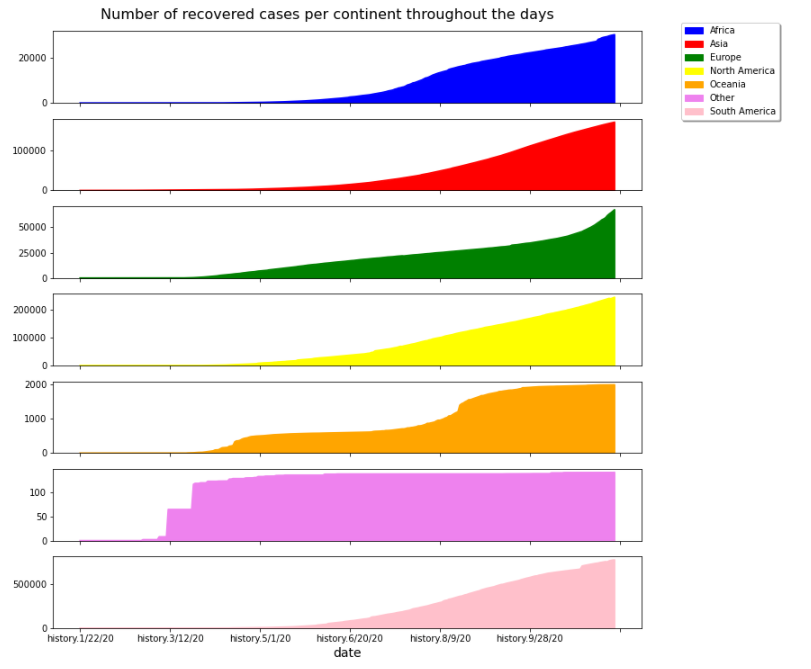 Number of recovered cases per continent throughout the days
Africa
Asia
Europe
North America
Oceania
Other
South America
20000
0
100000
0
50000
25000
0
200000
100000
0
2000
1000
0
100
50
0
500000
0
history.1/22/20 history.3/12/20 history.5/1/20 history.6/20/20 history.8/9/20 history.9/28/20
date